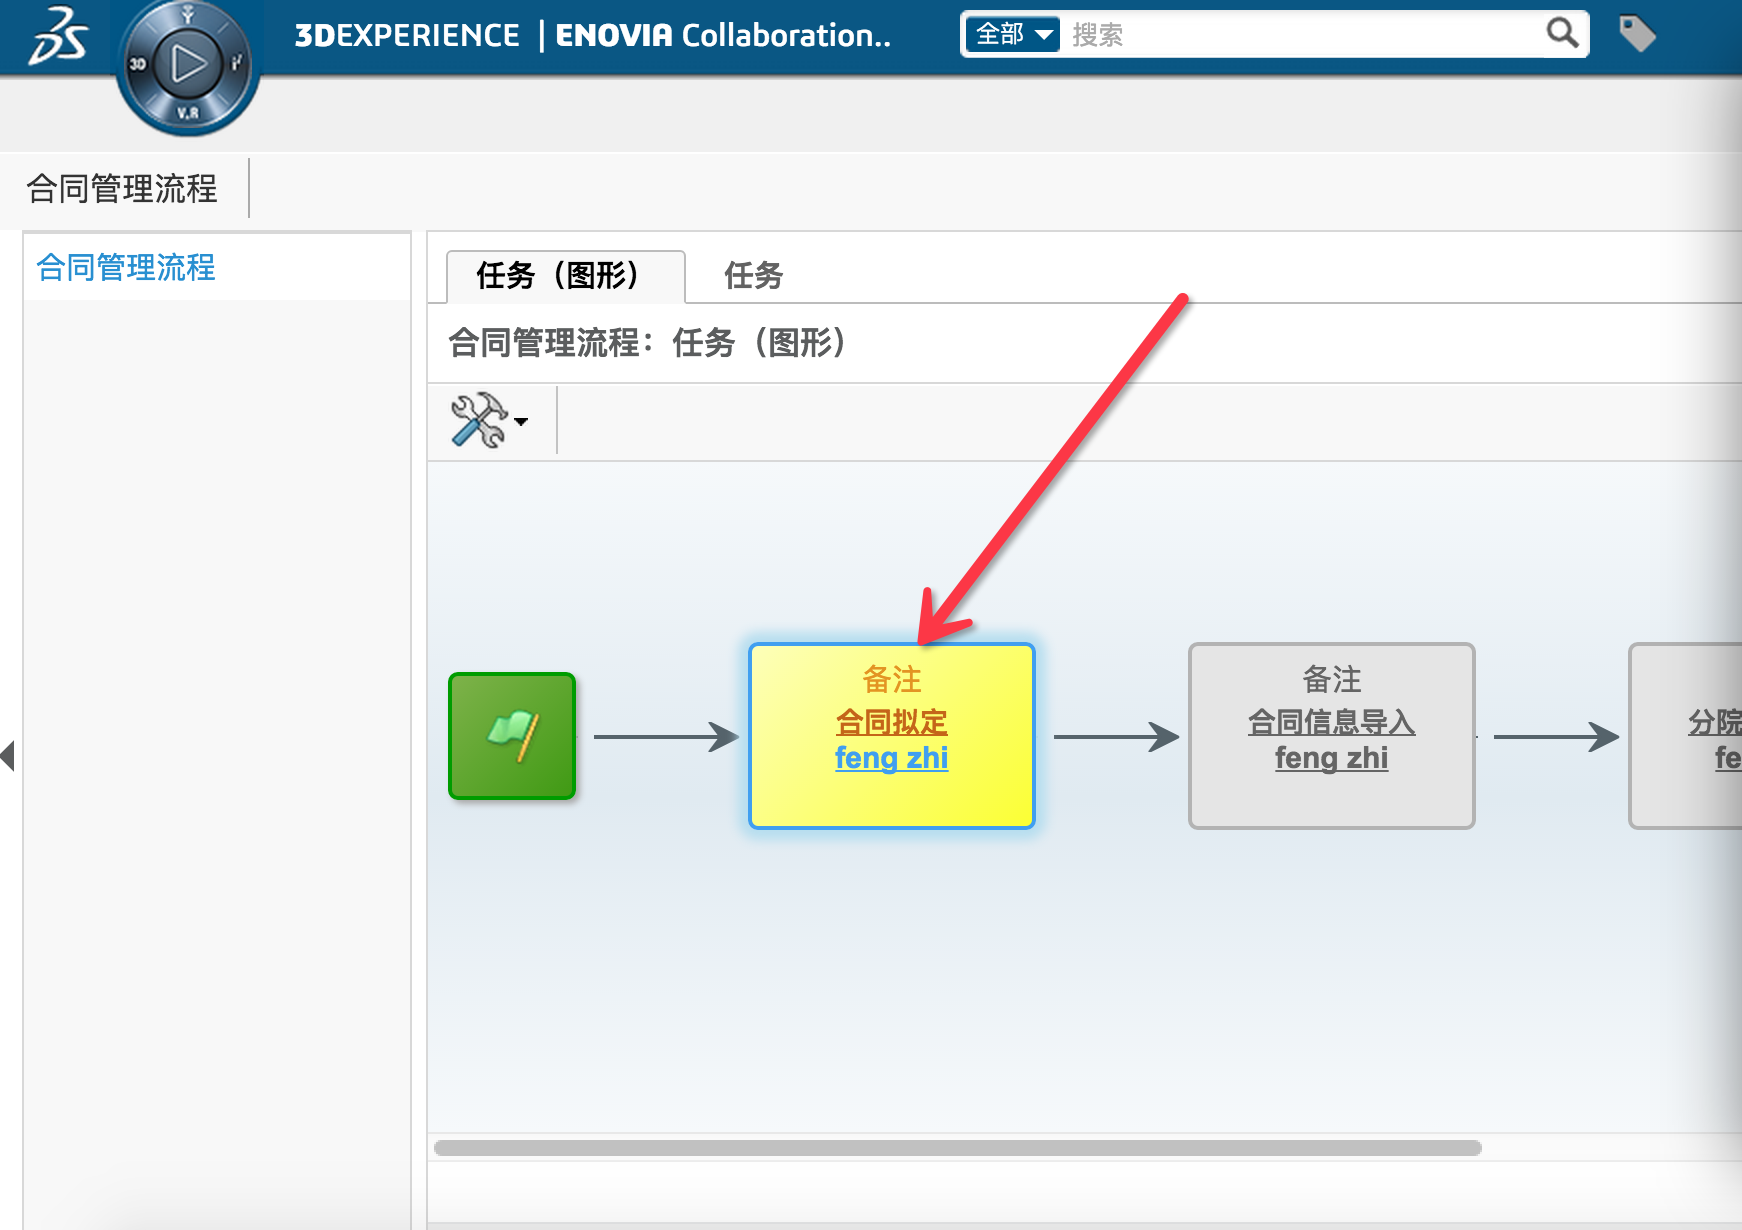 3DEXPERIENCE | ENOVIA Collaboration..
全部 搜索
3D
V.R
合同管理流程
合同管理流程
任务（图形） 任务
合同管理流程：任务（图形）
备注
合同拟定
feng zhi
备注
合同信息导入
feng zhi
分院
fe